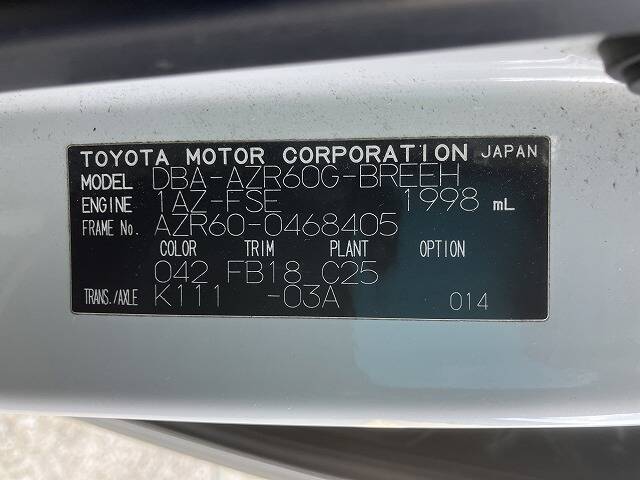 TOYOTA MOTOR CORPORATION JAPAN
MODEL DBA-AZR60G-BREEH
ENGINE 1AZ-FSE 1998 mL
FRAME No. AZR60-0468405
COLOR TRIM PLANT OPTION
042 FB18 C25
TRANS./AXLE K111 -03A 014